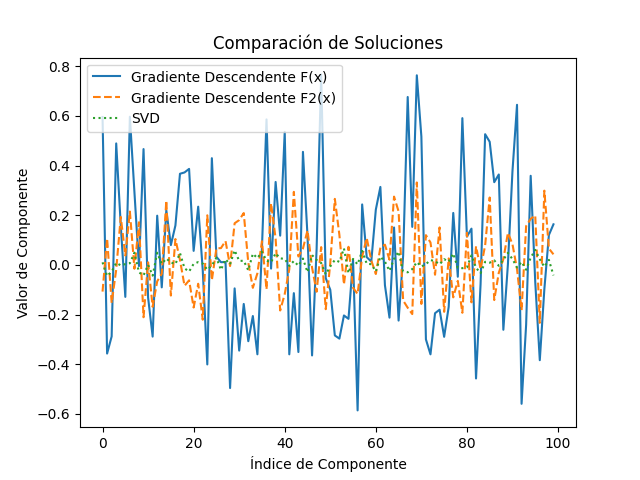 Comparación de Soluciones
Gradiente Descendente F(x)
Gradiente Descendente F2(x)
SVD
0.8
0.6
0.4
0.2
0.0
−0.2
−0.4
−0.6
Valor de Componente
0 20 40 60 80 100
Índice de Componente